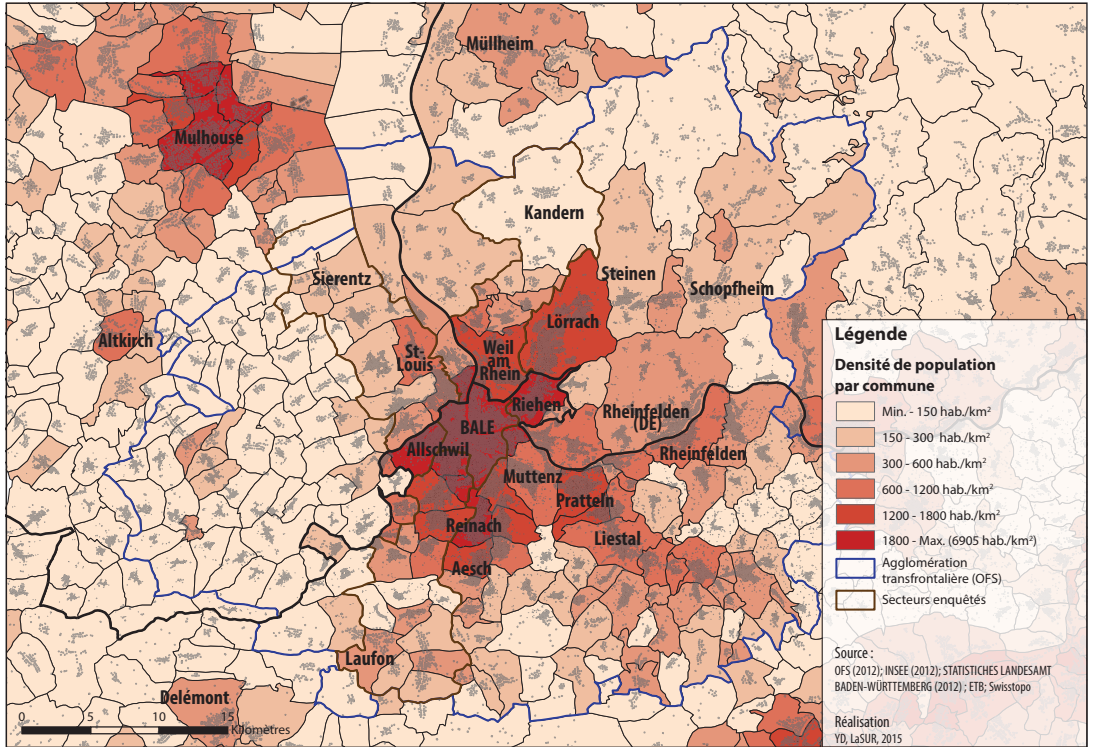 Müllheim
Mulhouse
Kandern
Sierentz
Steinen
Schopfheim
Altkirch
Lörrach
St-
Louis
Weil
am
Rhein
Riehen
BALE
Rheinfelden
(DE)
Allschwil
Rheinfelden
Muttenz
Pratteln
Reinach
Liestal
Aesch
Laufon
Delémont
0 5 10 15
Kilomètres
Légende
Densité de population
par commune
Min. - 150 hab./km²
150 - 300 hab./km²
300 - 600 hab./km²
600 - 1200 hab./km²
1200 - 1800 hab./km²
1800 - Max. (6905 hab./km²)
Agglomération
transfrontalière (OFS)
Secteurs enquêtés
Source :
OFS (2012); INSEE (2012); STATISTICHES LANDESAMT
BADEN-WÜRTTEMBERG (2012) ; ETB; Swisstopo
Réalisation
YD, LaSUR, 2015